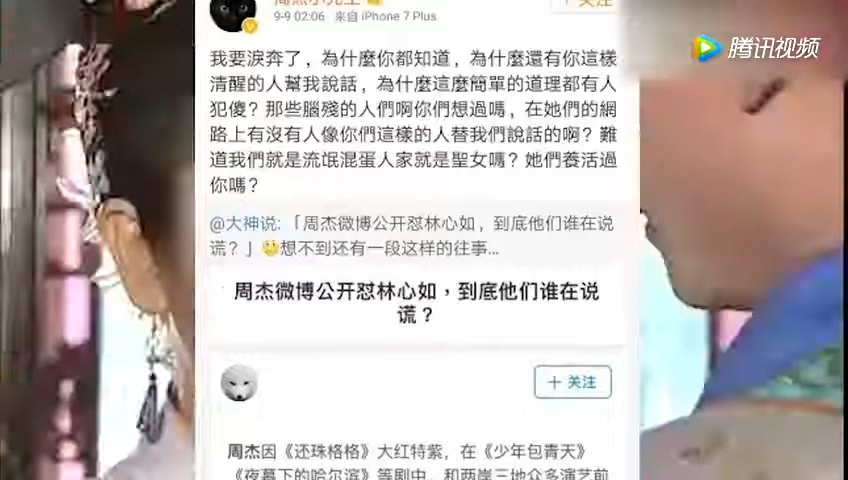 9-9 02:06 来自 iPhone 7 Plus
关注
腾讯视频
我要淚奔了，為什麼你都知道，為什麼還有你這樣
清醒的人幫我說話，為什麼這麼簡單的道理都有人
犯傻？那些腦殘的人們啊你們想過嗎，在她們的網
路上有沒有人像你們這樣的人替我們說話的啊？難
道我們就是流氓混蛋人家就是聖女嗎？她們養活過
你嗎？
@大神说:「周杰微博公开怼林心如，到底他们谁在说
谎？」🤔想不到还有一段这样的往事...
周杰微博公开怼林心如，到底他们谁在说
谎？
＋ 关注
周杰因《还珠格格》大红特紫，在《少年包青天》
《夜幕下的哈尔滨》等剧中，和两岸三地众多演艺前